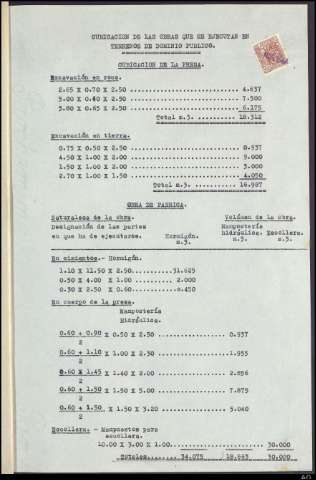 CUBICACION DE LAS OBRAS QUE SE EJECUTAN EN
TERRENOS DE DOMINIO PUBLICO.
CUBICACION DE LA PRESA.
Excavación en roca.
2.65 X 0.70 X 2.50 .......................... 4.637
3.00 X 1.00 X 2.50 .......................... 7.500
3.80 X 0.65 X 2.50 .......................... 6.175
Total m.3. .......... 18.312
Excavación en tierra.
0.75 X 0.50 X 2.50 .......................... 0.937
4.50 X 1.00 X 2.00 .......................... 9.000
3.00 X 1.00 X 1.00 .......................... 3.000
2.70 X 1.00 X 1.50 .......................... 4.050
Total m.3. .......... 16.987
OBRA DE FABRICA.
Naturaleza de la Obra. Volúmen de la Obra.
Designación de las partes Mampostería
en que ha de ejecutarse. Hormigón. hidráulica. Escollera.
m.3. m.3. m.3.
En cimientos.- Hormigón.
1.10 X 11.50 X 2.50..........31.625
0.50 X 4.00 X 1.00 .......... 2.000
0.30 X 2.50 X 0.60.......... 0.450
En cuerpo de la presa.
Mampostería
Hidráulica.
0.60 + 0.90 X 0.50 X 2.50 .................... 0.937
2
0.60 + 1.10 X 1.00 X 2.50 ....................
2
0.60 X 1.45 X 1.40 X 2.00 ....................
2
0.60 + 1.50 X 1.50 X 5.00 .................... 7.875
2
0.60 + 1.50 X 1.50 X 3.20 .................... 5.040
2
Escollera. - Mampuestos para
escollera.
10.00 X 3.00 X 1.00.......................... 30.000
Totales....... 34.075 18.663 30.000